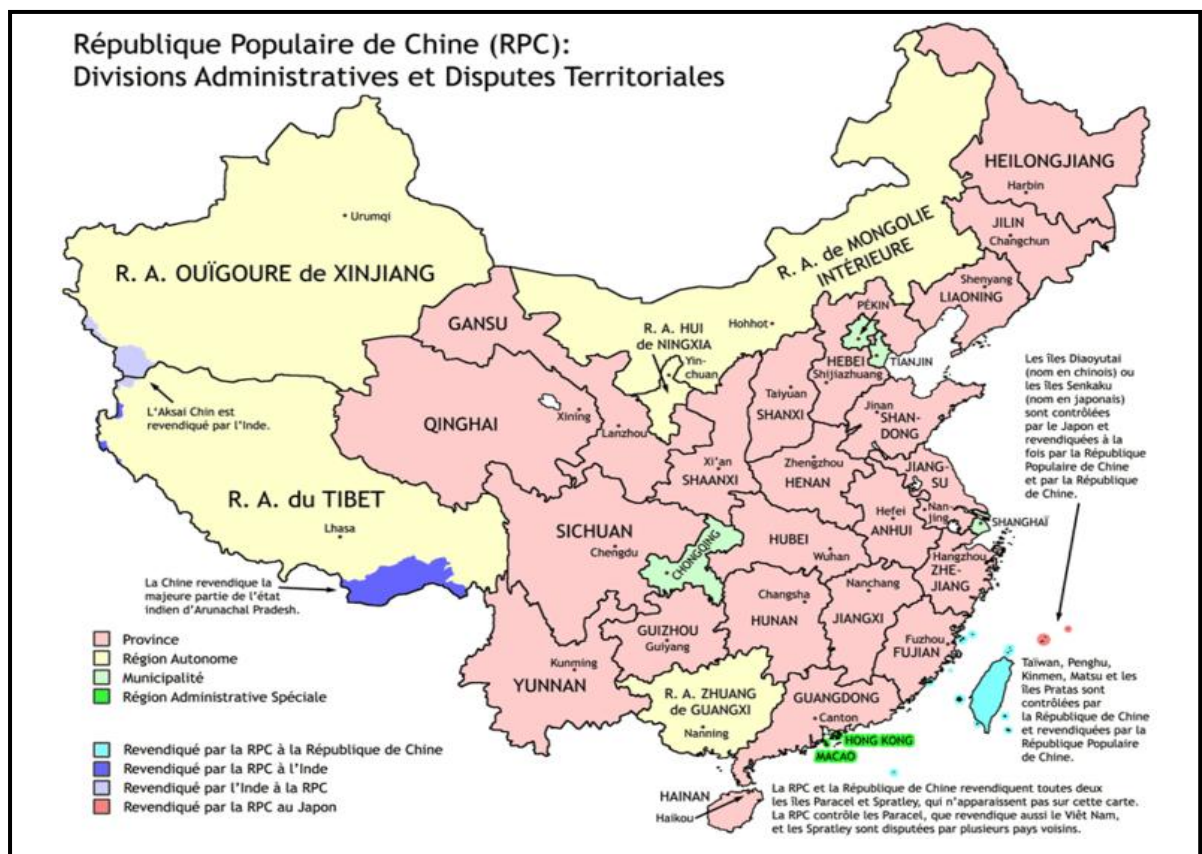 République Populaire de Chine (RPC):
Divisions Administratives et Disputes Territoriales
HEILONGJIANG
Harbin
JILIN
Changchun
Urumqi
R. A. de MONGOLIE
INTÉRIEURE
Shenyang
LIAONING
R. A. OUÏGOURE de XINJIANG
PÉKIN
GANSU
R. A. HUI
de NINGXIA
Hohhot
Yin-
chuan
HEBEI
TIANJIN
Shijiazhuang
Les îles Diaoyutai
(nom en chinois) ou
les îles Senkaku
(nom en japonais)
sont contrôlées
par le Japon et
revendiquées à la
fois par la République
Populaire de Chine
et par la République
de Chine.
L'Aksai Chin est
revendiqué par l'Inde.
Taiyuan
SHANXI
Jinan
SHAN-
DONG
QINGHAI
Xining
Lanzhou
Xi'an
SHAANXI
Zhengzhou
HENAN
JIANG-
SU
R. A. du TIBET
Lhasa
Hefei
ANHUI
Nan-
jing
SHANGHAÏ
SICHUAN
Chengdu
CHONGQING
HUBEI
Wuhan
Hangzhou
ZHE-
JIANG
La Chine revendique la
majeure partie de l'état
indien d'Arunachal Pradesh.
Changsha
HUNAN
Nanchang
JIANGXI
GUIZHOU
Guiyang
Fuzhou
FUJIAN
Kunming
YUNNAN
R. A. ZHUANG
de GUANGXI
Nanning
GUANGDONG
Canton
HONG KONG
MACAO
Taïwan, Penghu,
Kinmen, Matsu et les
îles Pratas sont
contrôlées par
la République de Chine
et revendiquées par la
République Populaire
de Chine.
Province
Région Autonome
Municipalité
Région Administrative Spéciale
Revendiqué par la RPC à la République de Chine
Revendiqué par la RPC à l'Inde
Revendiqué par l'Inde à la RPC
Revendiqué par la RPC au Japon
HAINAN
Haikou
La RPC et la République de Chine revendiquent toutes deux
les îles Paracel et Spratley, qui n'apparaissent pas sur cette carte.
La RPC contrôle les Paracel, que revendique aussi le Viêt Nam,
et les Spratley sont disputées par plusieurs pays voisins.